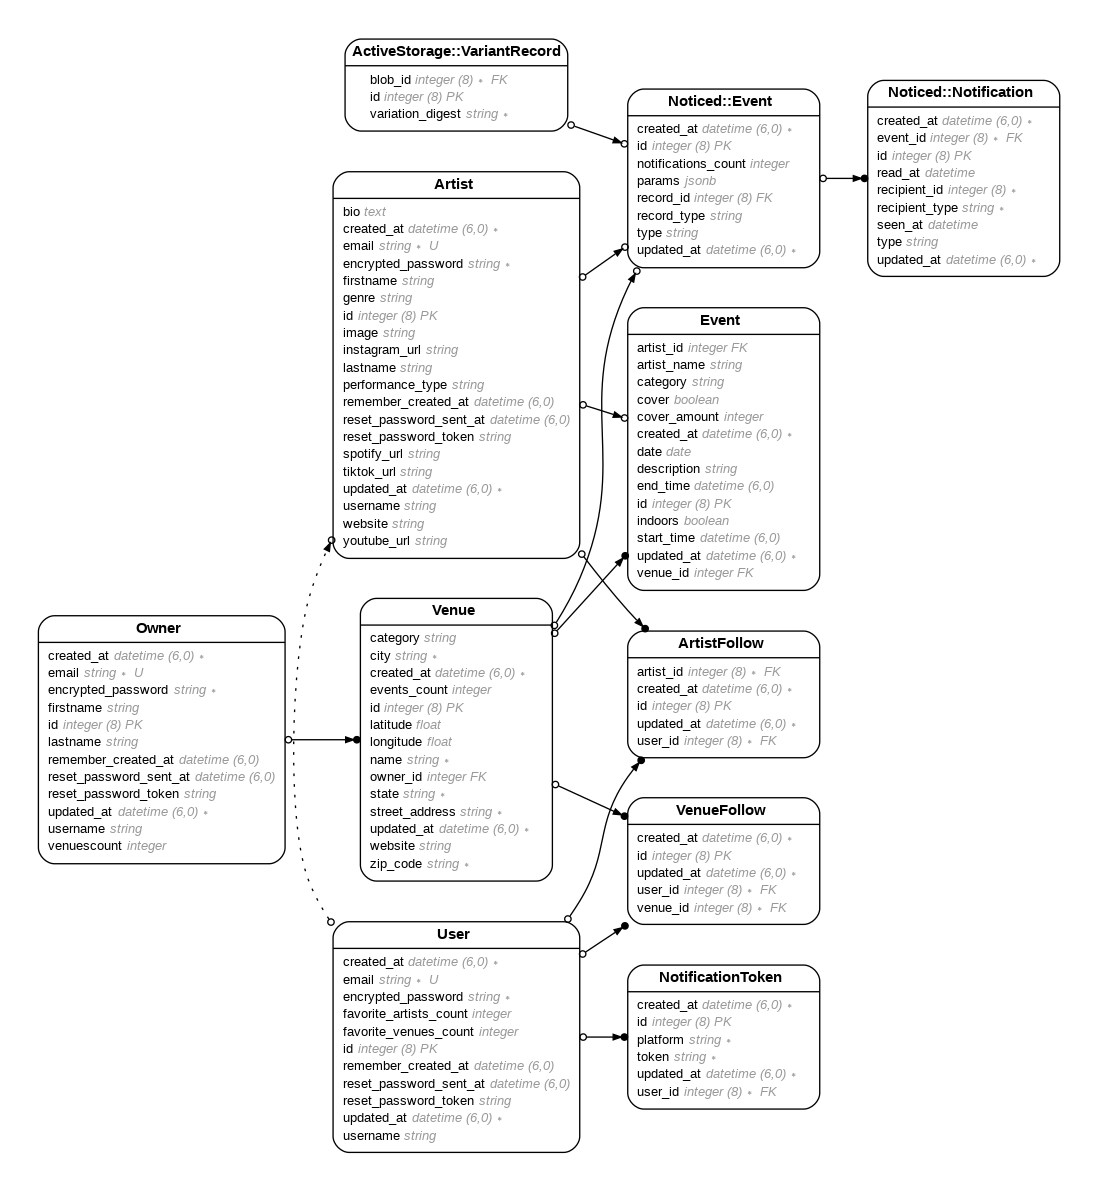 ActiveStorage::VariantRecord
blob_id integer (8) ∗ FK
id integer (8) PK
variation_digest string ∗
Noticed::Event
created_at datetime (6,0) ∗
id integer (8) PK
notifications_count integer
params jsonb
record_id integer (8) FK
record_type string
type string
updated_at datetime (6,0) ∗
Noticed::Notification
created_at datetime (6,0) ∗
event_id integer (8) ∗ FK
id integer (8) PK
read_at datetime
recipient_id integer (8) ∗
recipient_type string ∗
seen_at datetime
type string
updated_at datetime (6,0) ∗
Artist
bio text
created_at datetime (6,0) ∗
email string ∗ U
encrypted_password string ∗
firstname string
genre string
id integer (8) PK
image string
instagram_url string
lastname string
performance_type string
remember_created_at datetime (6,0)
reset_password_sent_at datetime (6,0)
reset_password_token string
spotify_url string
tiktok_url string
updated_at datetime (6,0) ∗
username string
website string
youtube_url string
Event
artist_id integer FK
artist_name string
category string
cover boolean
cover_amount integer
created_at datetime (6,0) ∗
date date
description string
end_time datetime (6,0)
id integer (8) PK
indoors boolean
start_time datetime (6,0)
updated_at datetime (6,0) ∗
venue_id integer FK
Owner
created_at datetime (6,0) ∗
email string ∗ U
encrypted_password string ∗
firstname string
id integer (8) PK
lastname string
remember_created_at datetime (6,0)
reset_password_sent_at datetime (6,0)
reset_password_token string
updated_at datetime (6,0) ∗
username string
venuescount integer
Venue
category string
city string ∗
created_at datetime (6,0) ∗
events_count integer
id integer (8) PK
latitude float
longitude float
name string ∗
owner_id integer FK
state string ∗
street_address string ∗
updated_at datetime (6,0) ∗
website string
zip_code string ∗
ArtistFollow
artist_id integer (8) ∗ FK
created_at datetime (6,0) ∗
id integer (8) PK
updated_at datetime (6,0) ∗
user_id integer (8) ∗ FK
VenueFollow
created_at datetime (6,0) ∗
id integer (8) PK
updated_at datetime (6,0) ∗
user_id integer (8) ∗ FK
venue_id integer (8) ∗ FK
User
created_at datetime (6,0) ∗
email string ∗ U
encrypted_password string ∗
favorite_artists_count integer
favorite_venues_count integer
id integer (8) PK
remember_created_at datetime (6,0)
reset_password_sent_at datetime (6,0)
reset_password_token string
updated_at datetime (6,0) ∗
username string
NotificationToken
created_at datetime (6,0) ∗
id integer (8) PK
platform string ∗
token string ∗
updated_at datetime (6,0) ∗
user_id integer (8) ∗ FK